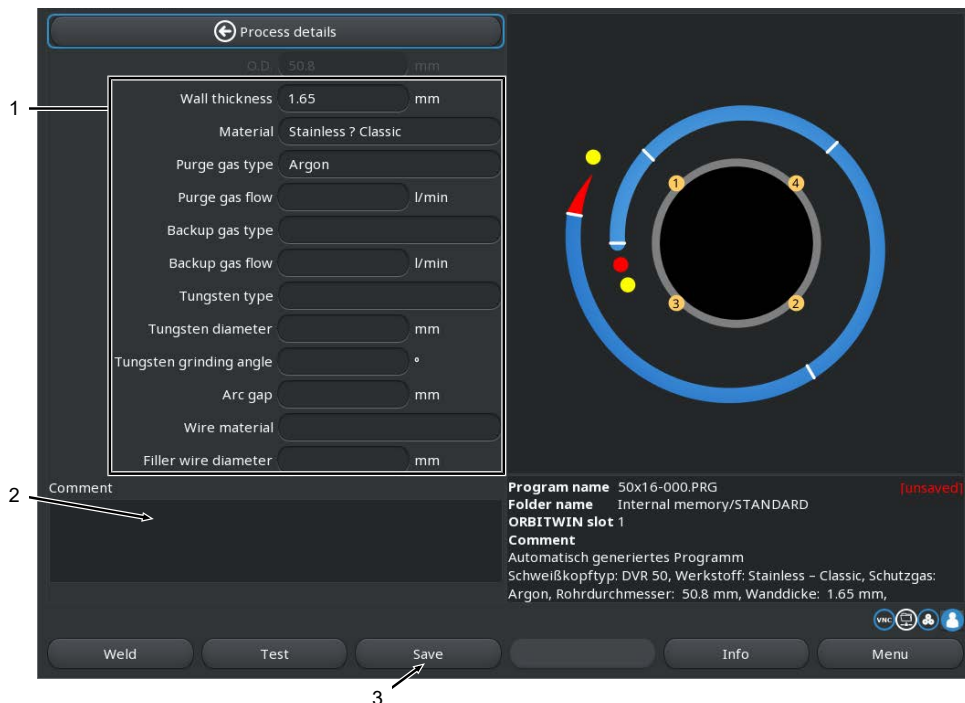 Process details
O.D. 50.8 mm
1
Wall thickness 1.65 mm
Material Stainless ? Classic
Purge gas type Argon
Purge gas flow l/min
Backup gas type
Backup gas flow l/min
Tungsten type
Tungsten diameter mm
Tungsten grinding angle °
Arc gap mm
Wire material
Filler wire diameter mm
1
4
3
2
2
Comment
Program name 50x16-000.PRG [unsaved]
Folder name Internal memory/STANDARD
ORBITWIN slot 1
Comment
Automatisch generiertes Programm
Schweißkopftyp: DVR 50, Werkstoff: Stainless – Classic, Schutzgas:
Argon, Rohrdurchmesser: 50.8 mm, Wanddicke: 1.65 mm,
VNC
Weld Test Save Info Menu
3